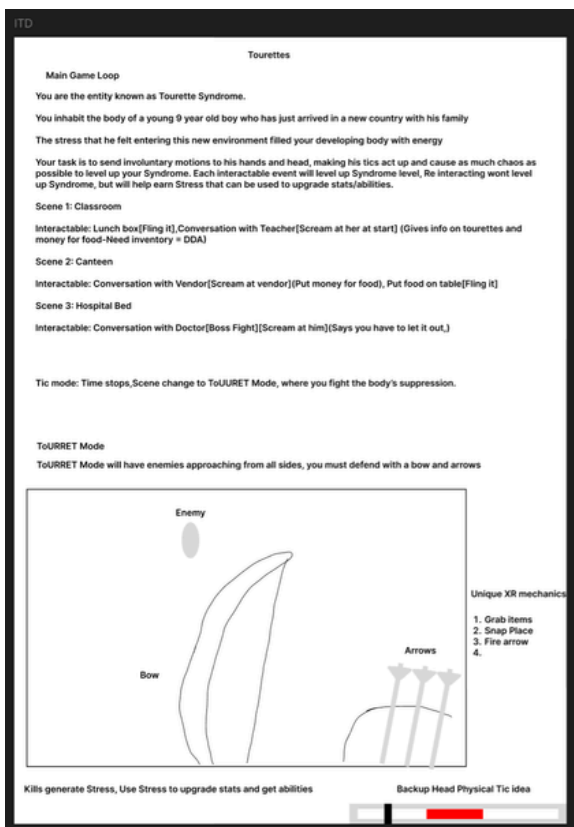 ITD
Tourettes
Main Game Loop
You are the entity known as Tourette Syndrome.
You inhabit the body of a young 9 year old boy who has just arrived in a new country with his family
The stress that he felt entering this new environment filled your developing body with energy
Your task is to send involuntary motions to his hands and head, making his tics act up and cause as much chaos as
possible to level up your Syndrome. Each interactable event will level up Syndrome level, Re interacting wont level
up Syndrome, but will help earn Stress that can be used to upgrade stats/abilities.
Scene 1: Classroom
Interactable: Lunch box[Fling it],Conversation with Teacher[Scream at her at start] (Gives info on tourettes and
money for food-Need inventory = DDA)
Scene 2: Canteen
Interactable: Conversation with Vendor[Scream at vendor](Put money for food), Put food on table[Fling it]
Scene 3: Hospital Bed
Interactable: Conversation with Doctor[Boss Fight][Scream at him](Says you have to let it out,)
Tic mode: Time stops,Scene change to ToUURET Mode, where you fight the body's suppression.
ToURRET Mode
ToURRET Mode will have enemies approaching from all sides, you must defend with a bow and arrows
Enemy
Bow
Arrows
Unique XR mechanics
1. Grab items
2. Snap Place
3. Fire arrow
4.
Kills generate Stress, Use Stress to upgrade stats and get abilities
Backup Head Physical Tic idea